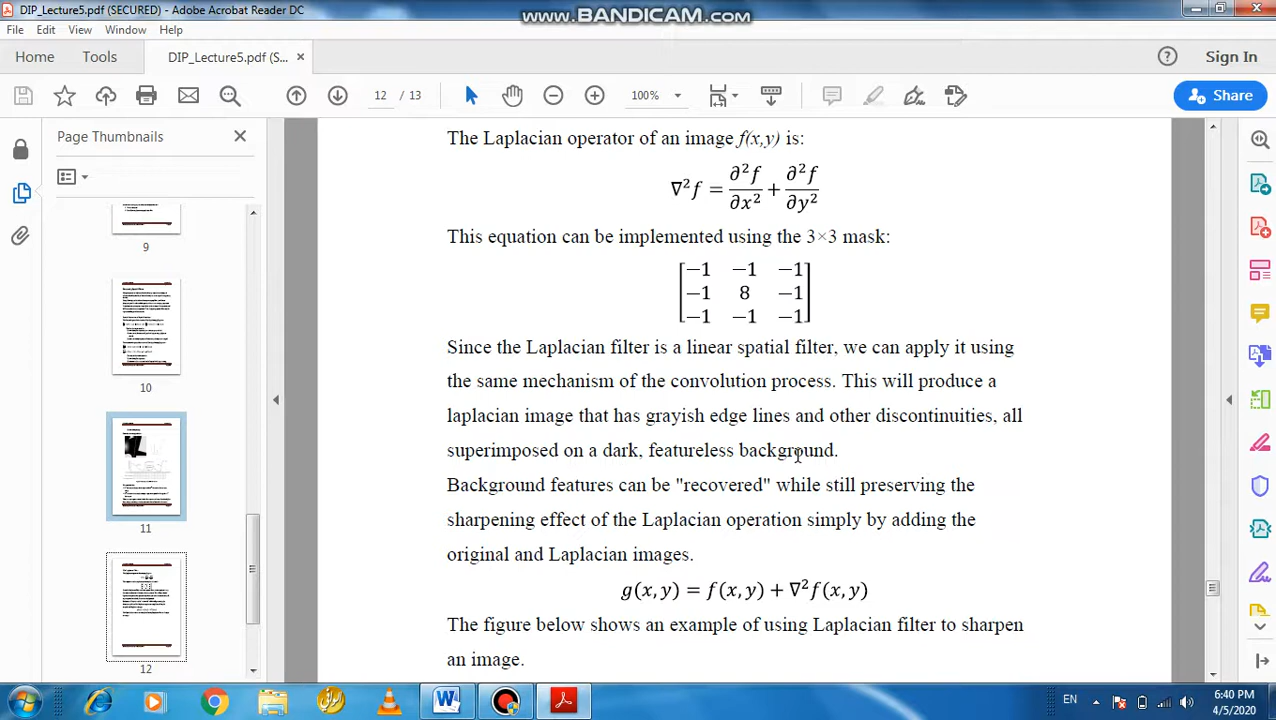 DIP_Lecture5.pdf (SECURED) - Adobe Acrobat Reader DC
www.BANDICAM.com
File Edit View Window Help
Home Tools DIP_Lecture5.pdf (S... × Sign In
12 / 13 100% Share
Page Thumbnails ×
9
10
11
12
The Laplacian operator of an image f(x,y) is:
∇²f = ∂²f/∂x² + ∂²f/∂y²
This equation can be implemented using the 3×3 mask:
−1 −1 −1
−1 8 −1
−1 −1 −1
Since the Laplacian filter is a linear spatial filter, we can apply it using
the same mechanism of the convolution process. This will produce a
laplacian image that has grayish edge lines and other discontinuities, all
superimposed on a dark, featureless background.
Background features can be "recovered" while still preserving the
sharpening effect of the Laplacian operation simply by adding the
original and Laplacian images.
g(x, y) = f(x, y) + ∇²f(x, y)
The figure below shows an example of using Laplacian filter to sharpen
an image.
EN
6:40 PM
4/5/2020